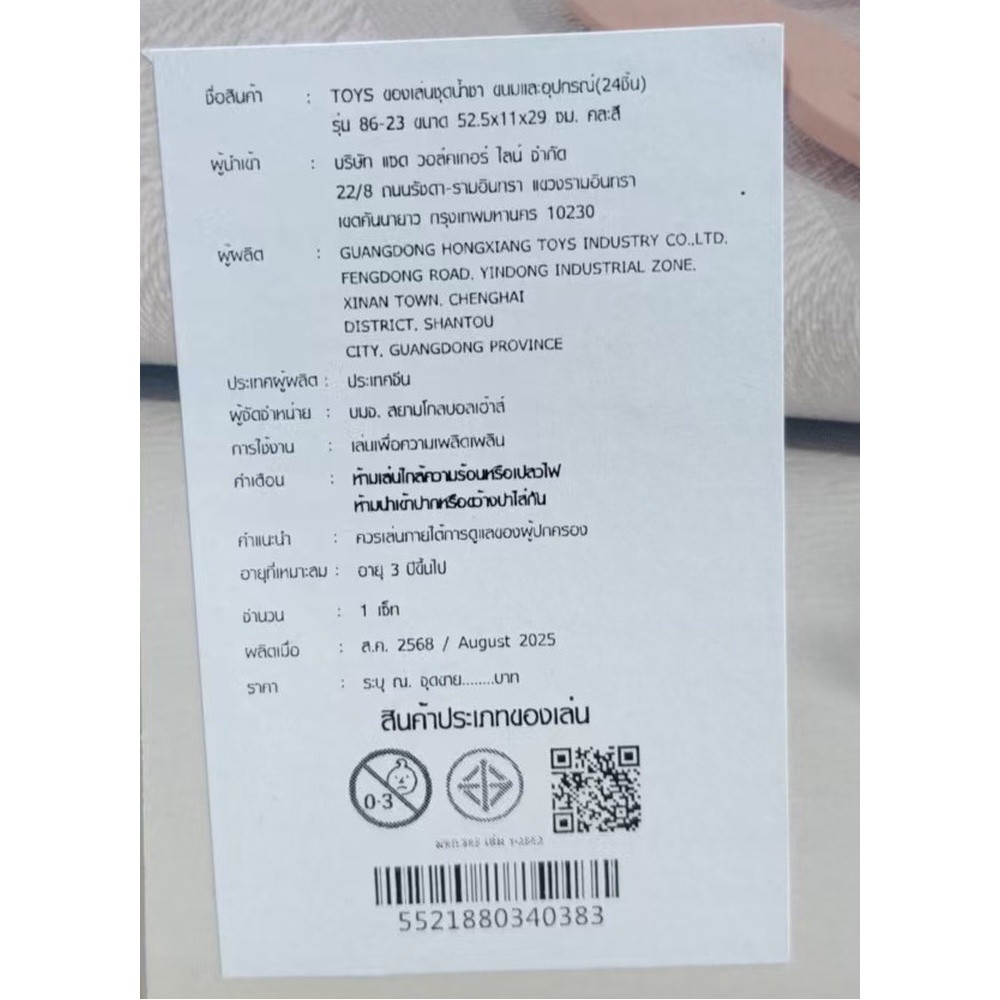 ชื่อสินค้า : TOYS ของเล่นชุดน้ำชา ขนมและอุปกรณ์(24ชิ้น)
รุ่น 86-23 ขนาด 52.5x11x29 ซม. คละสี
ผู้นำเข้า : บริษัท แซด วอล์คเกอร์ ไลน์ จำกัด
22/8 ถนนรัชดา-รามอินทรา แขวงรามอินทรา
เขตคันนายาว กรุงเทพมหานคร 10230
ผู้ผลิต : GUANGDONG HONGXIANG TOYS INDUSTRY CO.,LTD.
FENGDONG ROAD, YINDONG INDUSTRIAL ZONE,
XINAN TOWN, CHENGHAI
DISTRICT, SHANTOU
CITY, GUANGDONG PROVINCE
ประเทศผู้ผลิต : ประเทศจีน
ผู้จัดจำหน่าย : บมจ. สยามโกลบอลเฮ้าส์
การใช้งาน : เล่นเพื่อความเพลิดเพลิน
คำเตือน : ห้ามเล่นใกล้ความร้อนหรือเปลวไฟ
ห้ามนำเข้าปากหรือขว้างปาใส่กัน
คำแนะนำ : ควรเล่นภายใต้การดูแลของผู้ปกครอง
อายุที่เหมาะสม : อายุ 3 ปีขึ้นไป
จำนวน : 1 เซ็ท
ผลิตเมื่อ : ส.ค. 2568 / August 2025
ราคา : ระบุ ณ. จุดขาย........บาท
สินค้าประเภทของเล่น
0-3
5521880340383